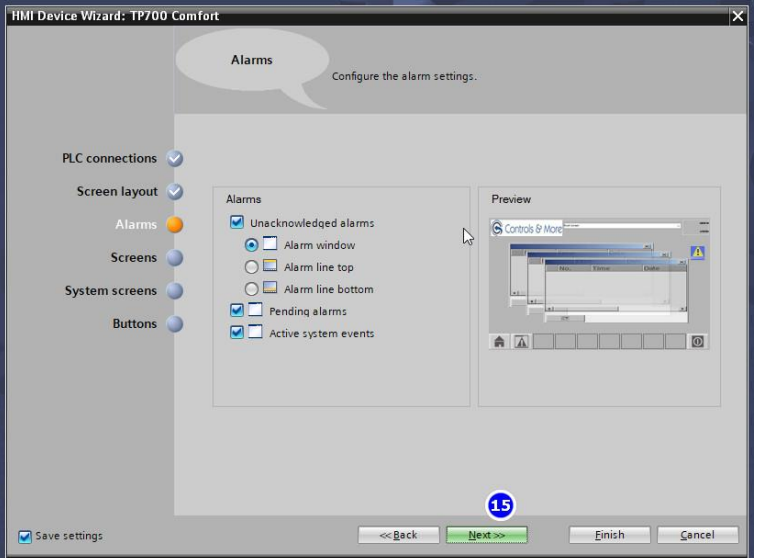 HMI Device Wizard: TP700 Comfort
Alarms
Configure the alarm settings.
PLC connections
Screen layout
Alarms
Screens
System screens
Buttons
Alarms
Unacknowledged alarms
Alarm window
Alarm line top
Alarm line bottom
Pending alarms
Active system events
Preview
Controls & More
No. Time Date
15
Save settings
<< Back
Next >>
Finish
Cancel